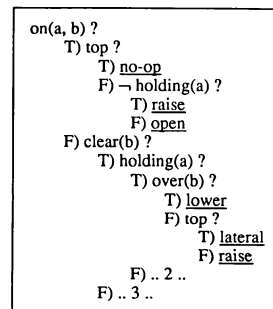 on(a, b) ?
T) top ?
T) no-op
F) ¬ holding(a) ?
T) raise
F) open
F) clear(b) ?
T) holding(a) ?
T) over(b) ?
T) lower
F) top ?
T) lateral
F) raise
F) .. 2 ..
F) .. 3 ..